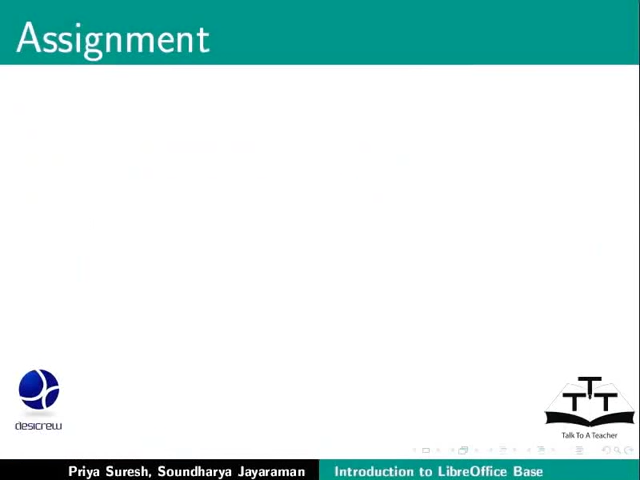 Assignment
desicrew
T
T T
Talk To A Teacher
Priya Suresh, Soundharya Jayaraman
Introduction to LibreOffice Base